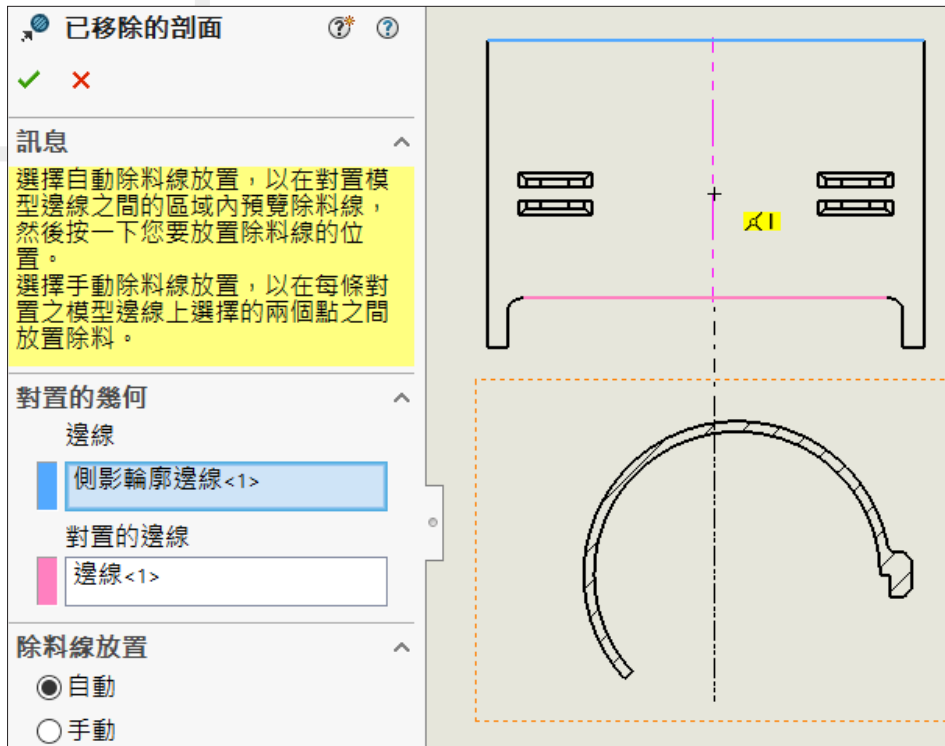 已移除的剖面
訊息
選擇自動除料線放置，以在對置模
型邊線之間的區域內預覽除料線，
然後按一下您要放置除料線的位
置。
選擇手動除料線放置，以在每條對
置之模型邊線上選擇的兩個點之間
放置除料。
對置的幾何
邊線
側影輪廓邊線<1>
對置的邊線
邊線<1>
除料線放置
自動
手動